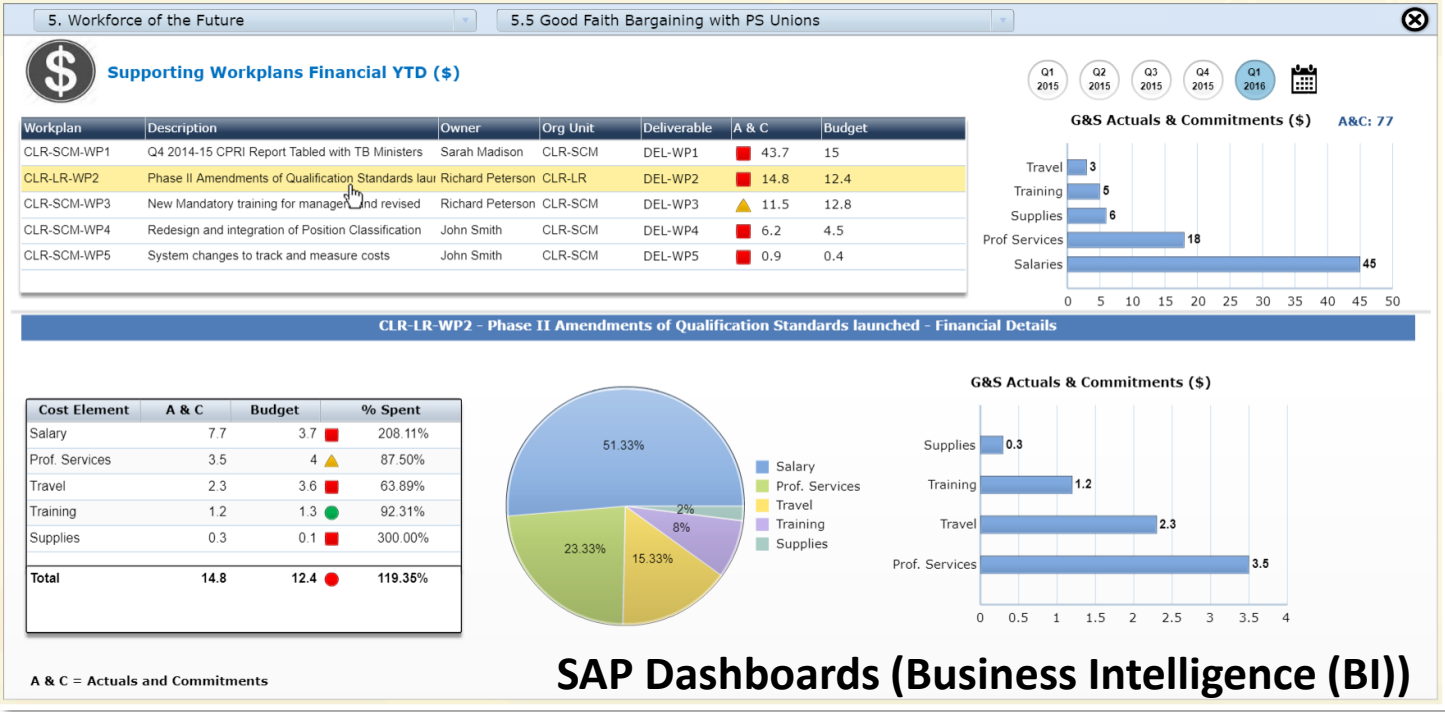 5. Workforce of the Future
5.5 Good Faith Bargaining with PS Unions
$
Supporting Workplans Financial YTD ($)
Q1 2015
Q2 2015
Q3 2015
Q4 2015
Q1 2016
Workplan Description Owner Org Unit Deliverable A & C Budget
CLR-SCM-WP1 Q4 2014-15 CPRI Report Tabled with TB Ministers Sarah Madison CLR-SCM DEL-WP1 43.7 15
CLR-LR-WP2 Phase II Amendments of Qualification Standards laun Richard Peterson CLR-LR DEL-WP2 14.8 12.4
CLR-SCM-WP3 New Mandatory training for managers and revised Richard Peterson CLR-SCM DEL-WP3 11.5 12.8
CLR-SCM-WP4 Redesign and integration of Position Classification John Smith CLR-SCM DEL-WP4 6.2 4.5
CLR-SCM-WP5 System changes to track and measure costs John Smith CLR-SCM DEL-WP5 0.9 0.4
G&S Actuals & Commitments ($) A&C: 77
Travel 3
Training 5
Supplies 6
Prof Services 18
Salaries 45
0 5 10 15 20 25 30 35 40 45 50
CLR-LR-WP2 - Phase II Amendments of Qualification Standards launched - Financial Details
Cost Element A & C Budget % Spent
Salary 7.7 3.7 208.11%
Prof. Services 3.5 4 87.50%
Travel 2.3 3.6 63.89%
Training 1.2 1.3 92.31%
Supplies 0.3 0.1 300.00%
Total 14.8 12.4 119.35%
51.33%
23.33%
15.33%
8%
2%
Salary
Prof. Services
Travel
Training
Supplies
G&S Actuals & Commitments ($)
Supplies 0.3
Training 1.2
Travel 2.3
Prof. Services 3.5
0 0.5 1 1.5 2 2.5 3 3.5 4
A & C = Actuals and Commitments
SAP Dashboards (Business Intelligence (BI))